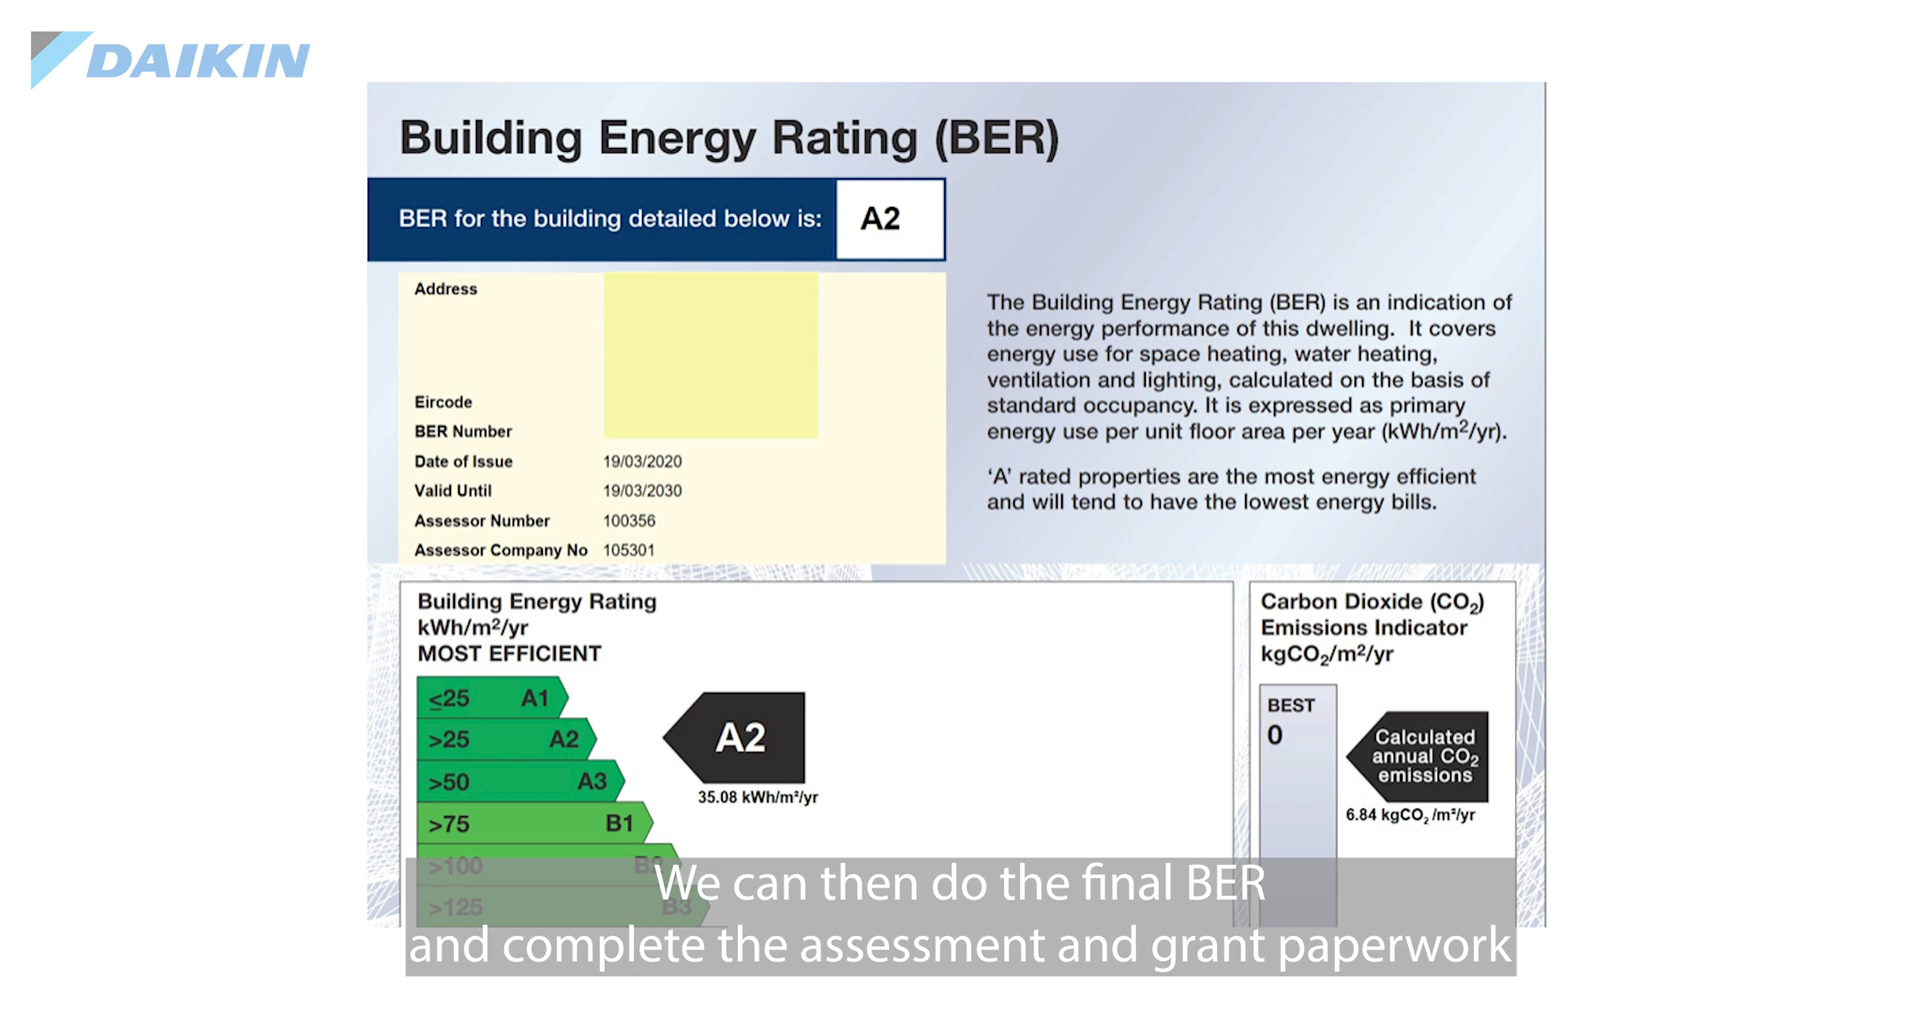 DAIKIN
Building Energy Rating (BER)
BER for the building detailed below is: A2
Address
Eircode
BER Number
Date of Issue 19/03/2020
Valid Until 19/03/2030
Assessor Number 100356
Assessor Company No 105301
The Building Energy Rating (BER) is an indication of
the energy performance of this dwelling. It covers
energy use for space heating, water heating,
ventilation and lighting, calculated on the basis of
standard occupancy. It is expressed as primary
energy use per unit floor area per year (kWh/m²/yr).
‘A’ rated properties are the most energy efficient
and will tend to have the lowest energy bills.
Building Energy Rating
kWh/m²/yr
MOST EFFICIENT
≤25 A1
>25 A2
>50 A3
>75 B1
>100 B2
>125 B3
A2
35.08 kWh/m²/yr
Carbon Dioxide (CO₂)
Emissions Indicator
kgCO₂/m²/yr
BEST
0
Calculated
annual CO₂
emissions
6.84 kgCO₂/m²/yr
We can then do the final BER
and complete the assessment and grant paperwork